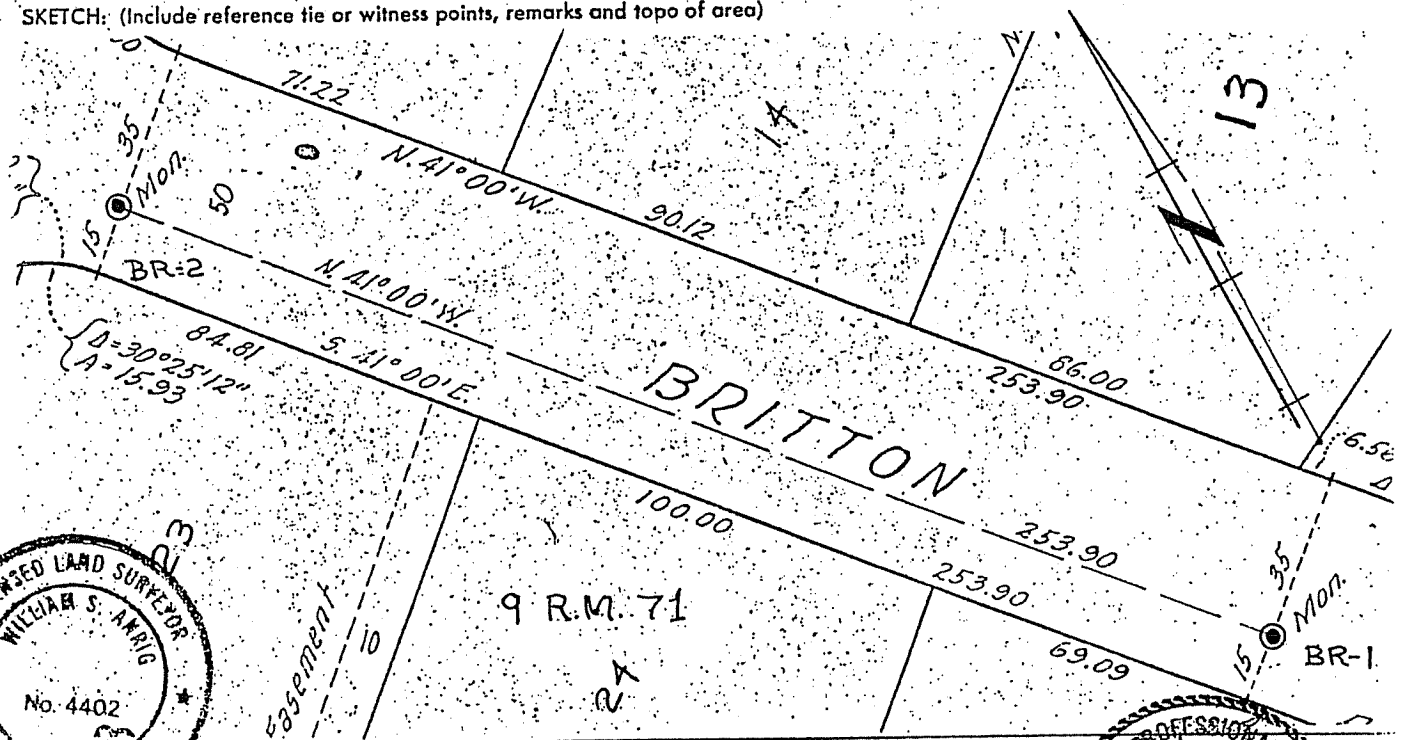 SKETCH: (Include reference tie or witness points, remarks and topo of area)
71.22
N. 41°00'W.
14
90.12
N
13
35
Mon.
15
50
BR-2
N. 41°00'W.
86.00
253.90
6.56
Δ
Δ=30°25'12"
A=15.93
84.81
S. 41°00'E
BRITTON
100.00
253.90
253.90
69.09
35
Mon.
15
BR-1
23
9 R.M. 71
24
Easement
10
LAND SURVEYOR
WILLIAM S.
No. 4402